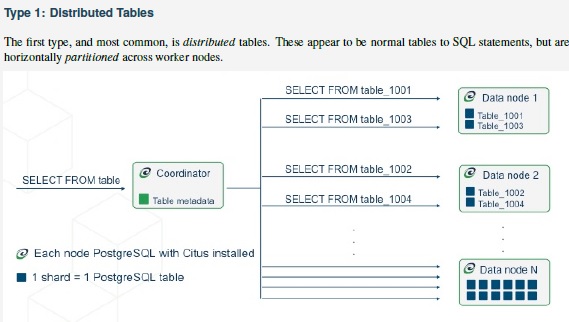 Type 1: Distributed Tables
The first type, and most common, is distributed tables. These appear to be normal tables to SQL statements, but are
horizontally partitioned across worker nodes.
SELECT FROM table
Coordinator
Table metadata
SELECT FROM table_1001
SELECT FROM table_1003
Data node 1
Table_1001
Table_1003
SELECT FROM table_1002
SELECT FROM table_1004
Data node 2
Table_1002
Table_1004
Data node N
Each node PostgreSQL with Citus installed
1 shard = 1 PostgreSQL table